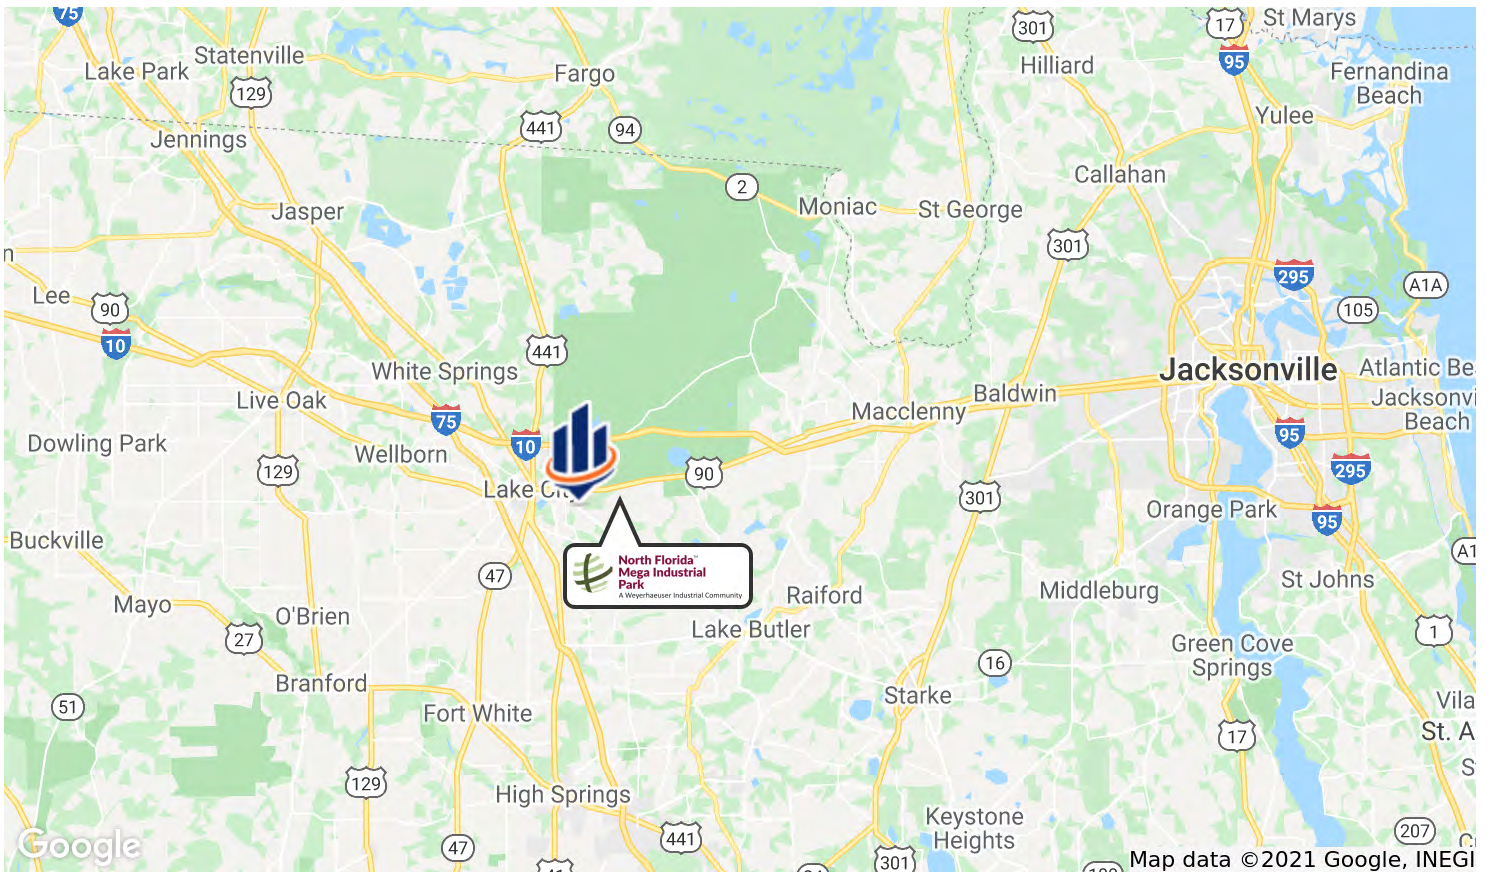 75
17
St Marys
301
Statenville
Lake Park
Fargo
Hilliard
95
Fernandina
Beach
129
Yulee
441
94
Jennings
Callahan
2
Jasper
Moniac
St George
301
n
295
A1A
Lee
90
105
10
441
White Springs
Jacksonville
Atlantic Be
Live Oak
Baldwin
Jacksonvi
Beach
75
Macclenny
95
Dowling Park
10
Wellborn
129
90
295
Lake City
301
Orange Park
95
Buckville
A1
North Florida™
Mega Industrial
Park
A Weyerhaeuser Industrial Community
47
St Johns
Raiford
Middleburg
Mayo
O'Brien
Lake Butler
1
27
Green Cove
Springs
16
Branford
Starke
51
Fort White
Vila
St. A
17
S
129
High Springs
Keystone
Heights
207
441
Google
47
301
Map data ©2021 Google, INEGI